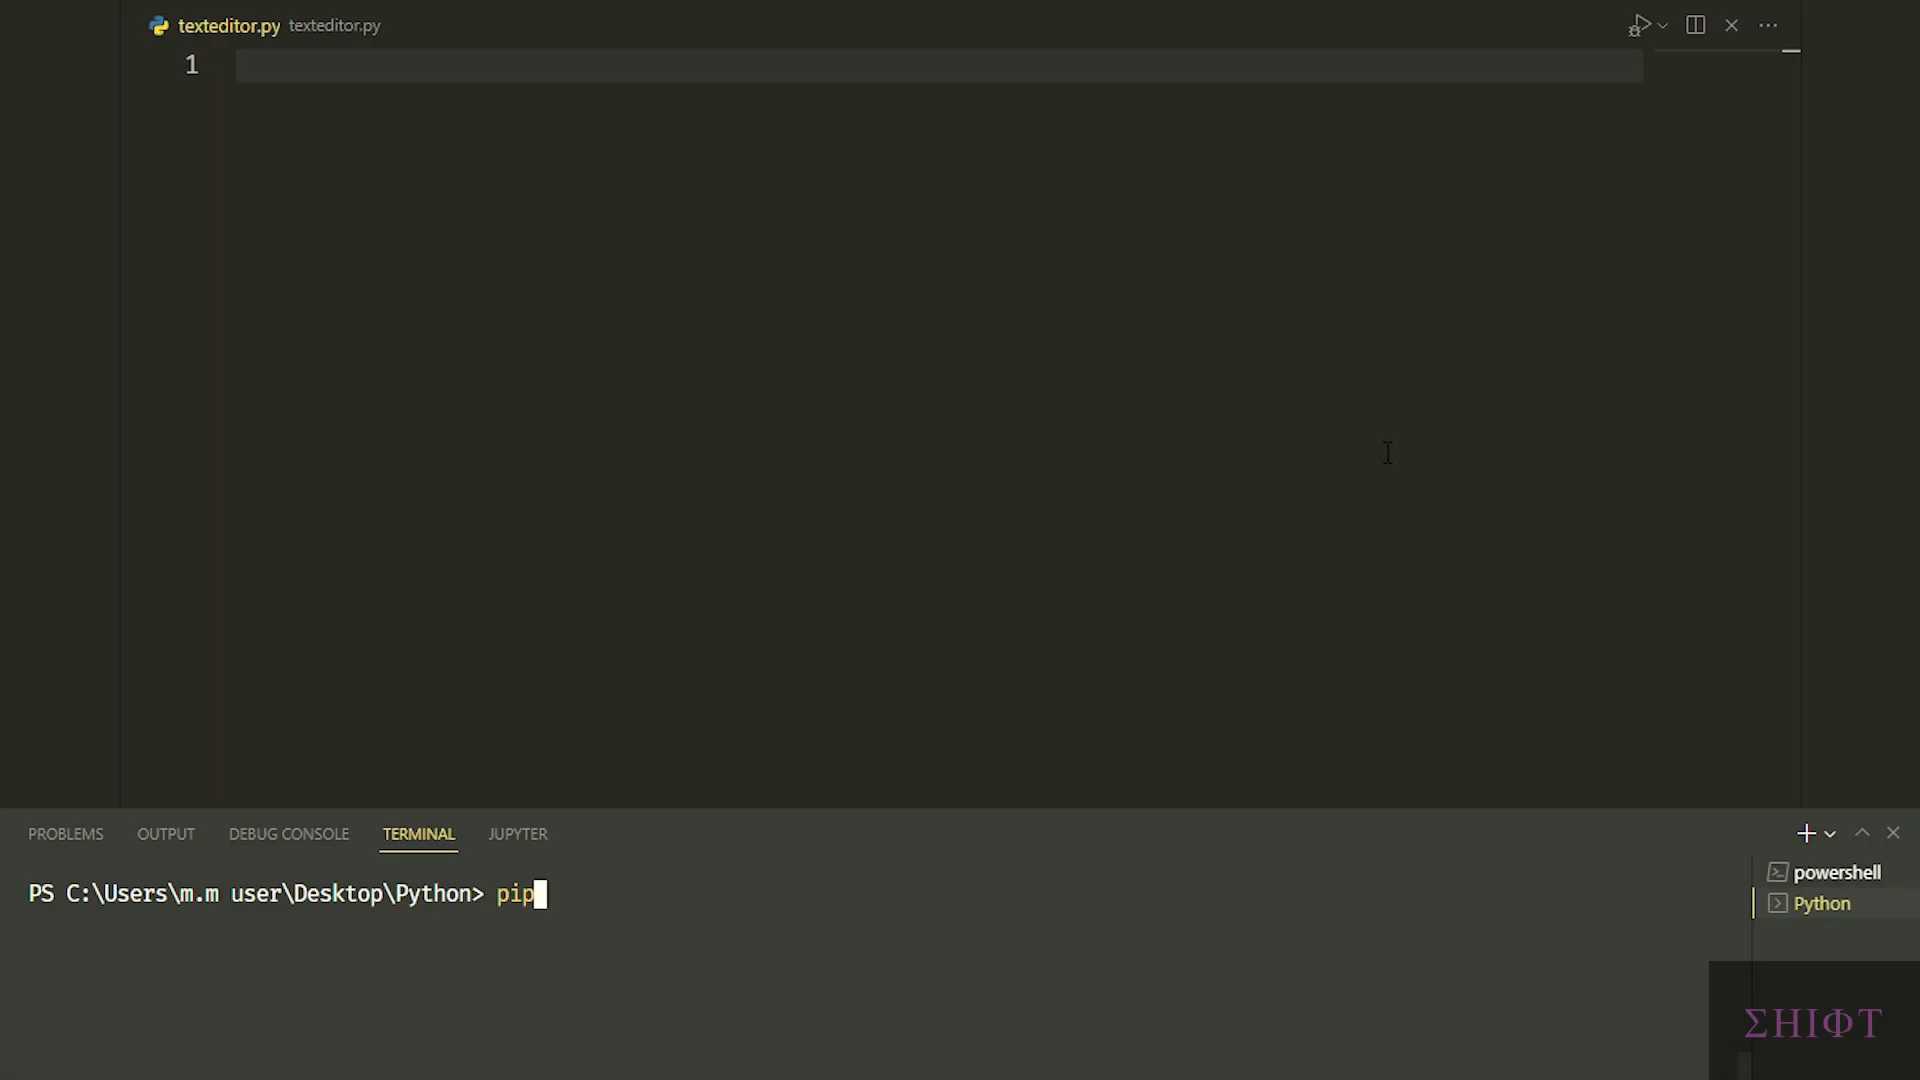 texteditor.py texteditor.py
1
PROBLEMS OUTPUT DEBUG CONSOLE TERMINAL JUPYTER
PS C:\Users\m.m user\Desktop\Python> pip
powershell
Python
ΣHIΦT